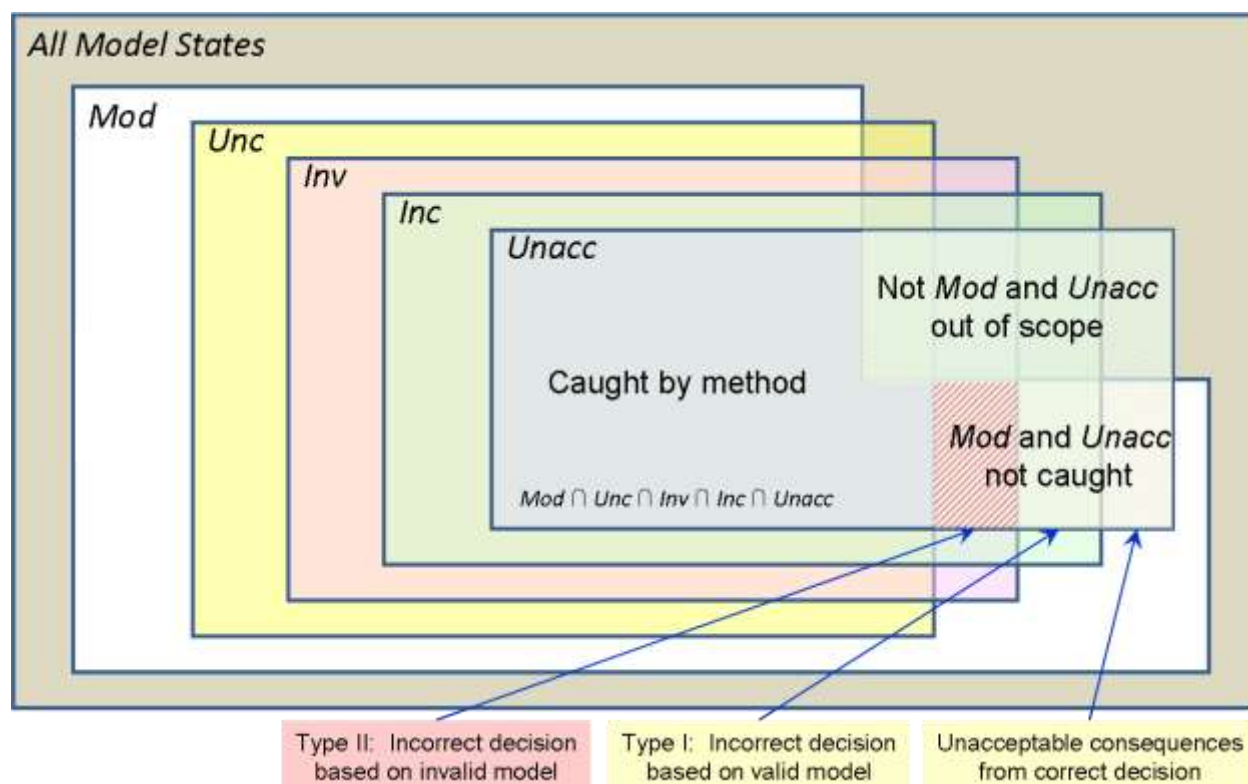 All Model States
Mod
Unc
Inv
Inc
Unacc
Not Mod and Unacc
out of scope
Caught by method
Mod and Unacc
not caught
Mod ∩ Unc ∩ Inv ∩ Inc ∩ Unacc
Type II: Incorrect decision
based on invalid model
Type I: Incorrect decision
based on valid model
Unacceptable consequences
from correct decision